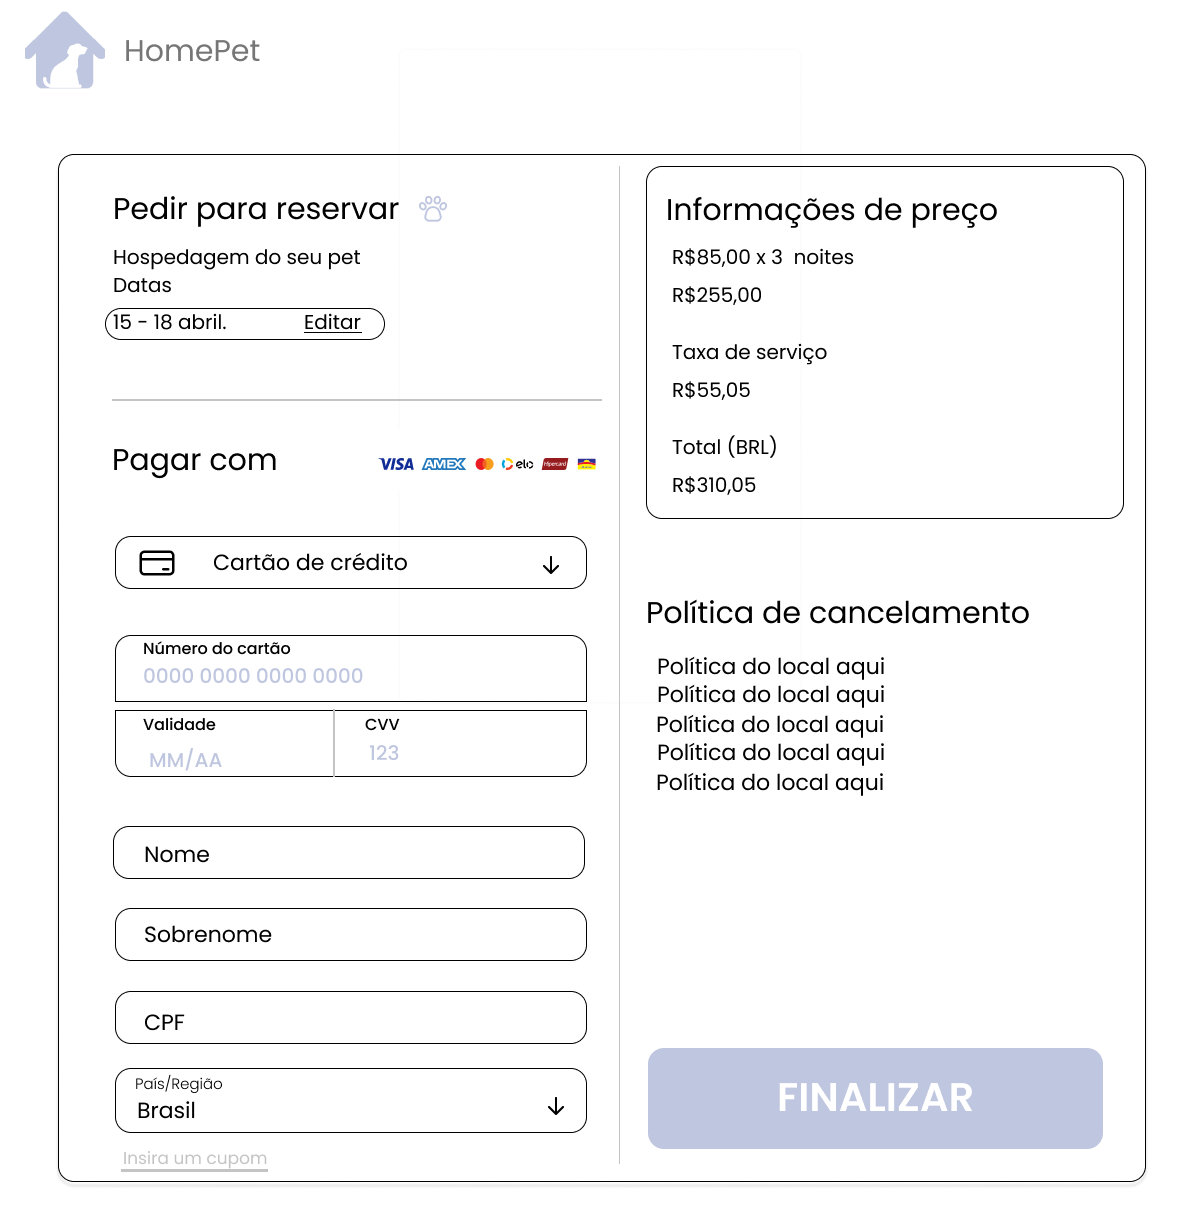 HomePet
Pedir para reservar
Hospedagem do seu pet
Datas
15 - 18 abril. Editar
Pagar com
VISA AMEX elo Hipercard
Cartão de crédito
Número do cartão
0000 0000 0000 0000
Validade CVV
MM/AA 123
Nome
Sobrenome
CPF
País/Região
Brasil
Insira um cupom
Informações de preço
R$85,00 x 3 noites
R$255,00
Taxa de serviço
R$55,05
Total (BRL)
R$310,05
Política de cancelamento
Política do local aqui
Política do local aqui
Política do local aqui
Política do local aqui
Política do local aqui
FINALIZAR